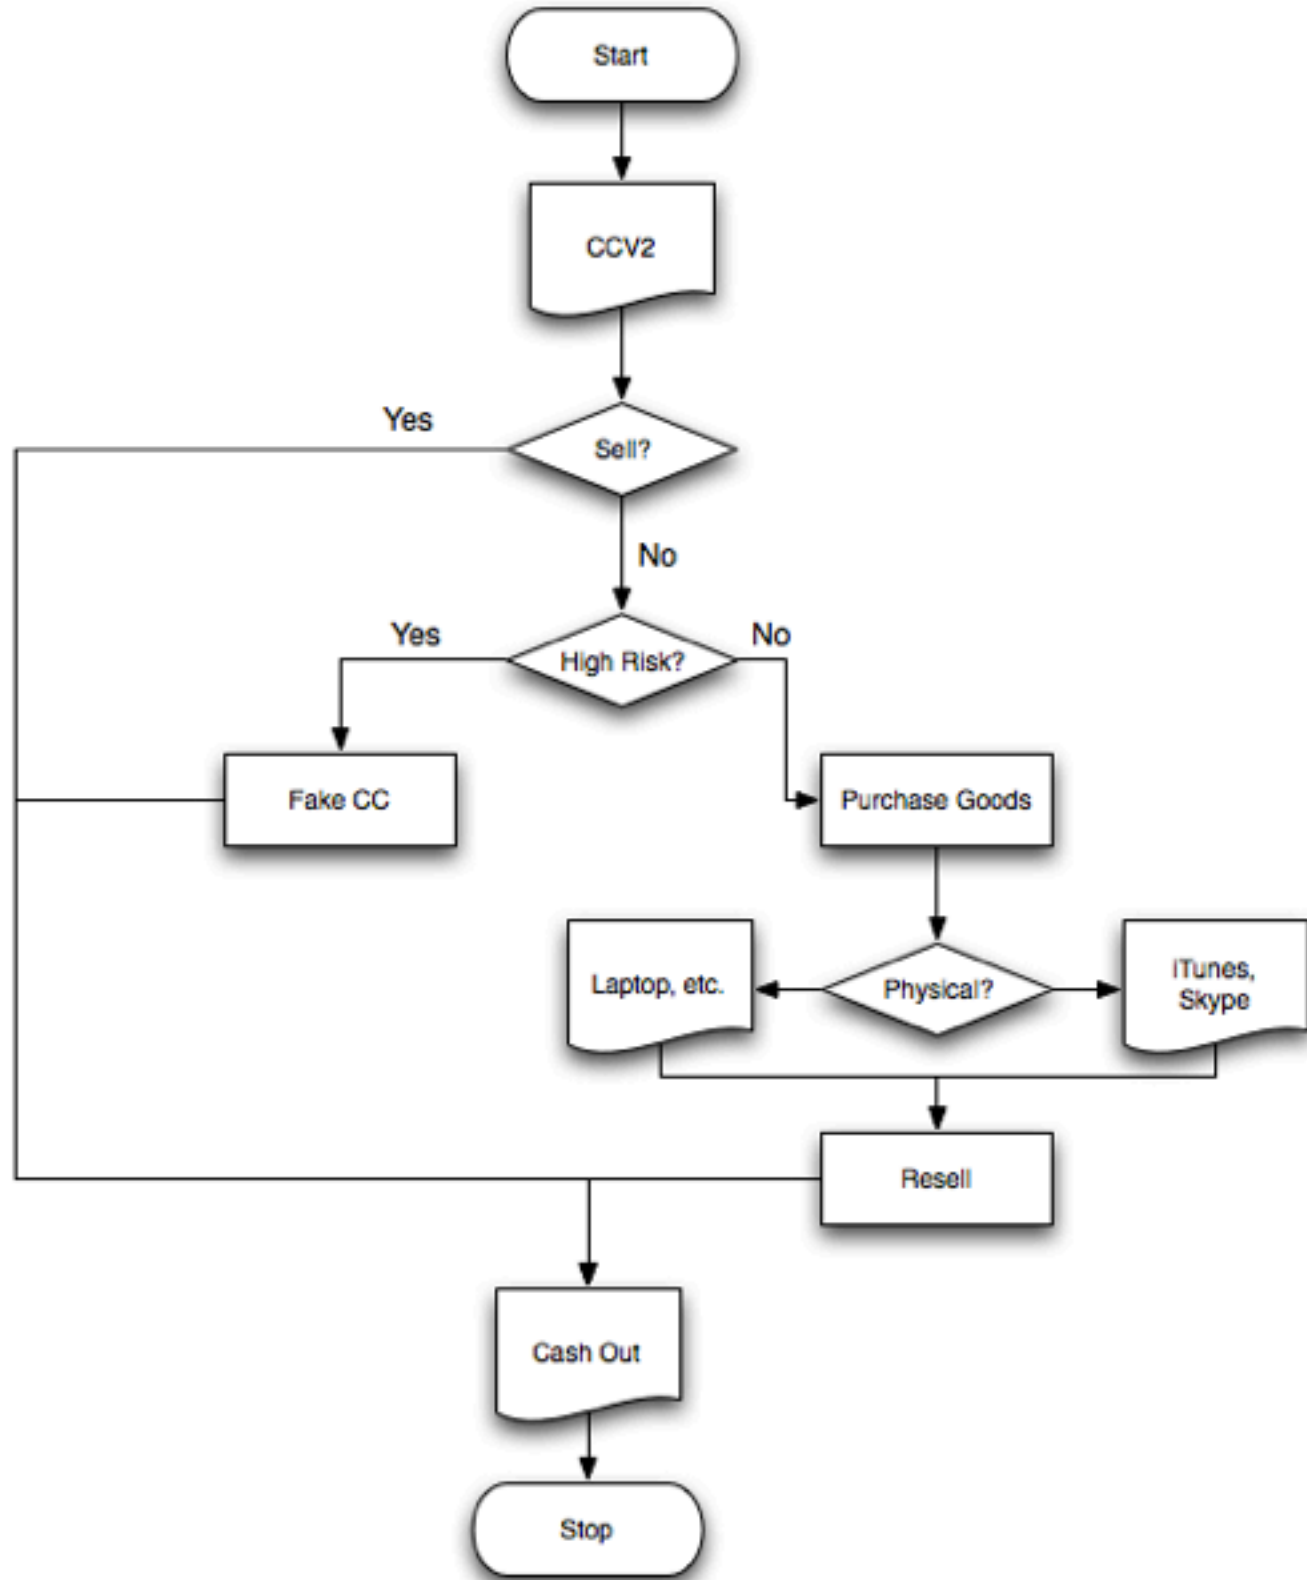 Start
CCV2
Yes
Sell?
No
Yes
High Risk?
No
Fake CC
Purchase Goods
Laptop, etc.
Physical?
iTunes,
Skype
Resell
Cash Out
Stop